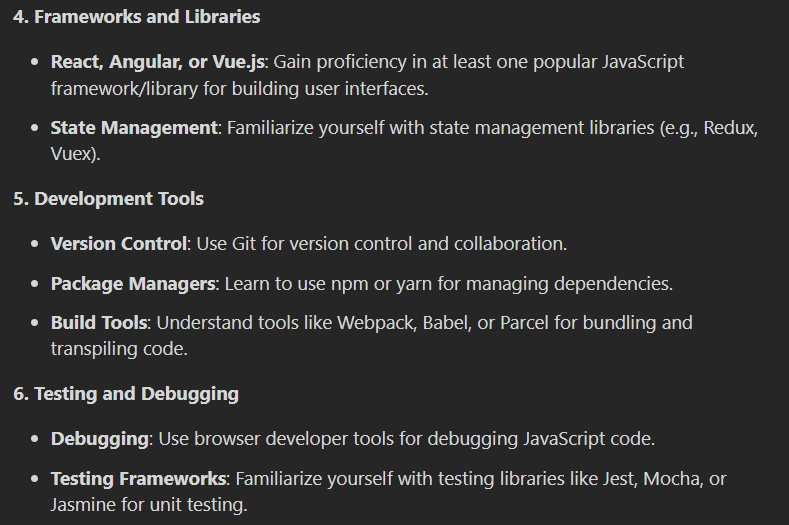 4. Frameworks and Libraries
• React, Angular, or Vue.js: Gain proficiency in at least one popular JavaScript
framework/library for building user interfaces.
• State Management: Familiarize yourself with state management libraries (e.g., Redux,
Vuex).
5. Development Tools
• Version Control: Use Git for version control and collaboration.
• Package Managers: Learn to use npm or yarn for managing dependencies.
• Build Tools: Understand tools like Webpack, Babel, or Parcel for bundling and
transpiling code.
6. Testing and Debugging
• Debugging: Use browser developer tools for debugging JavaScript code.
• Testing Frameworks: Familiarize yourself with testing libraries like Jest, Mocha, or
Jasmine for unit testing.